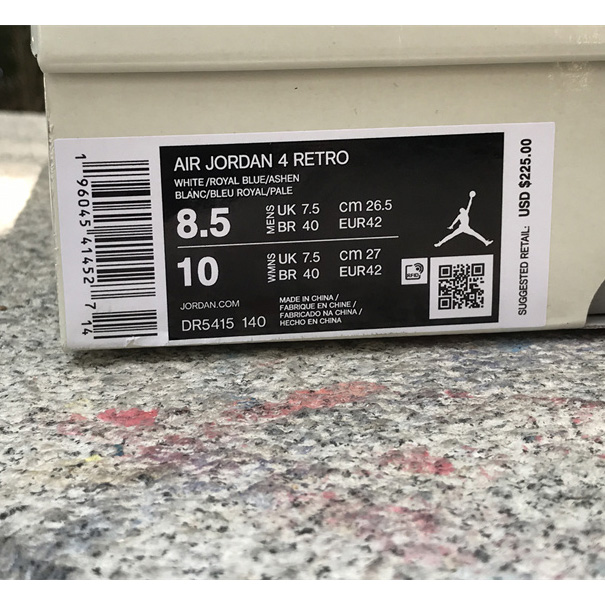 AIR JORDAN 4 RETRO
WHITE/ROYAL BLUE/ASHEN
BLANC/BLEU ROYAL/PALE
8.5 MENS UK 7.5 cm 26.5
BR 40 EUR42
10 WMNS UK 7.5 cm 27
BR 40 EUR42
JORDAN.COM
DR5415 140
MADE IN CHINA /
FABRIQUE EN CHINE /
FABRICADO NA CHINA /
HECHO EN CHINA
RFID
SUGGESTED RETAIL: USD $225.00
1 96045 41452 7 14